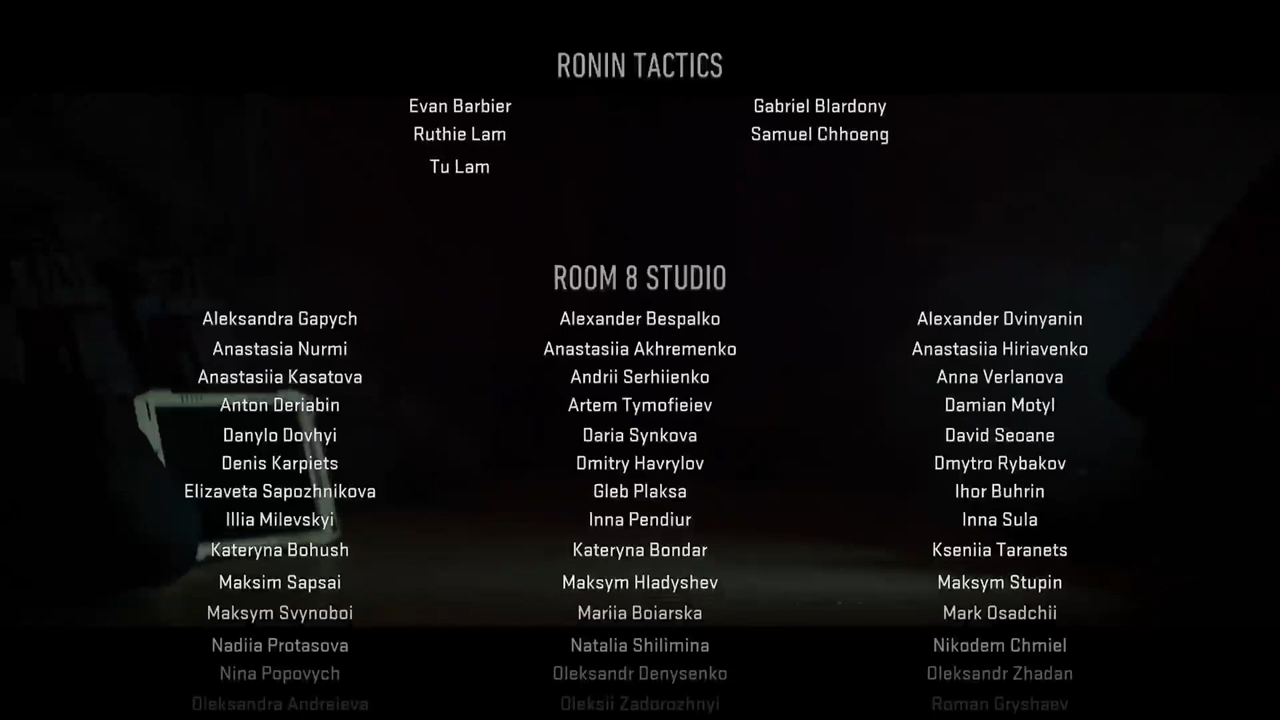 RONIN TACTICS
Evan Barbier Gabriel Blardony
Ruthie Lam Samuel Chhoeng
Tu Lam
ROOM 8 STUDIO
Aleksandra Gapych Alexander Bespalko Alexander Dvinyanin
Anastasia Nurmi Anastasiia Akhremenko Anastasiia Hiriavenko
Anastasiia Kasatova Andrii Serhiienko Anna Verlanova
Anton Deriabin Artem Tymofieiev Damian Motyl
Danylo Dovhyi Daria Synkova David Seoane
Denis Karpiets Dmitry Havrylov Dmytro Rybakov
Elizaveta Sapozhnikova Gleb Plaksa Ihor Buhrin
Illia Milevskyi Inna Pendiur Inna Sula
Kateryna Bohush Kateryna Bondar Kseniia Taranets
Maksim Sapsai Maksym Hladyshev Maksym Stupin
Maksym Svynoboi Mariia Boiarska Mark Osadchii
Nadiia Protasova Natalia Shilimina Nikodem Chmiel
Nina Popovych Oleksandr Denysenko Oleksandr Zhadan
Oleksandra Andreieva Oleksii Zadorozhnyi Roman Gryshaev